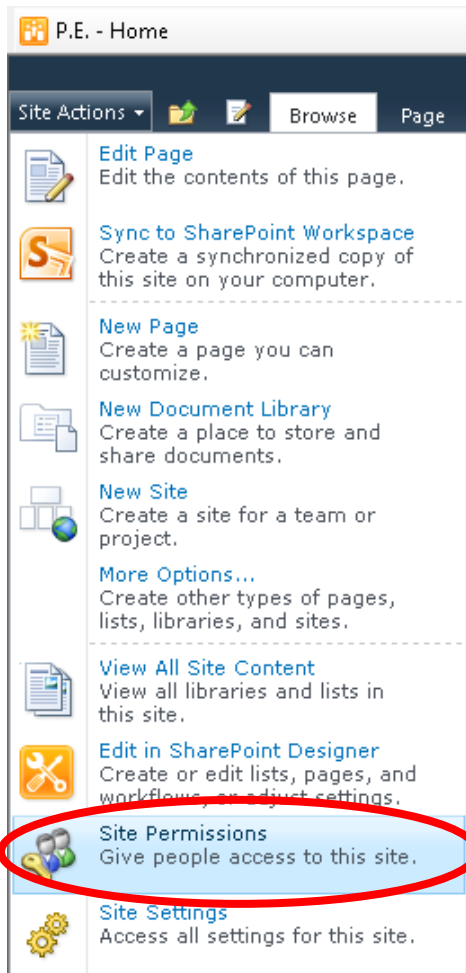 P.E. - Home
Site Actions
Browse
Page
Edit Page
Edit the contents of this page.
Sync to SharePoint Workspace
Create a synchronized copy of
this site on your computer.
New Page
Create a page you can
customize.
New Document Library
Create a place to store and
share documents.
New Site
Create a site for a team or
project.
More Options...
Create other types of pages,
lists, libraries, and sites.
View All Site Content
View all libraries and lists in
this site.
Edit in SharePoint Designer
Create or edit lists, pages, and
workflows, or adjust settings.
Site Permissions
Give people access to this site.
Site Settings
Access all settings for this site.